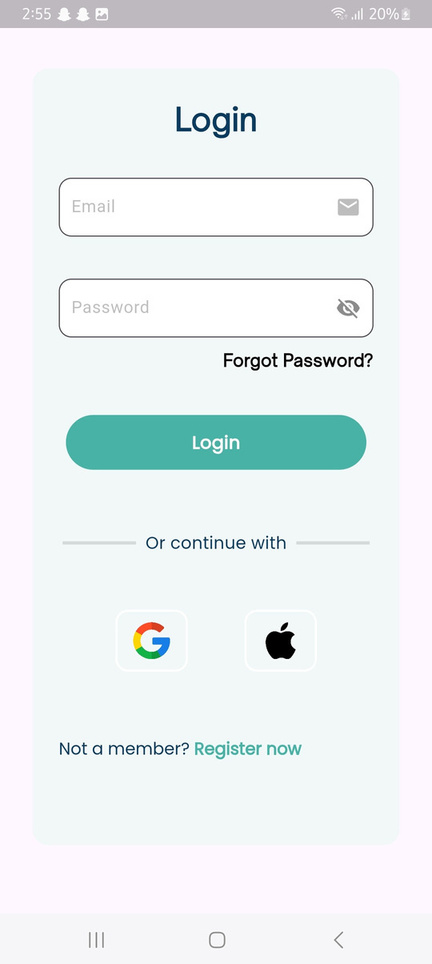 2:55
20%
Login
Email
Password
Forgot Password?
Login
Or continue with
Not a member? Register now